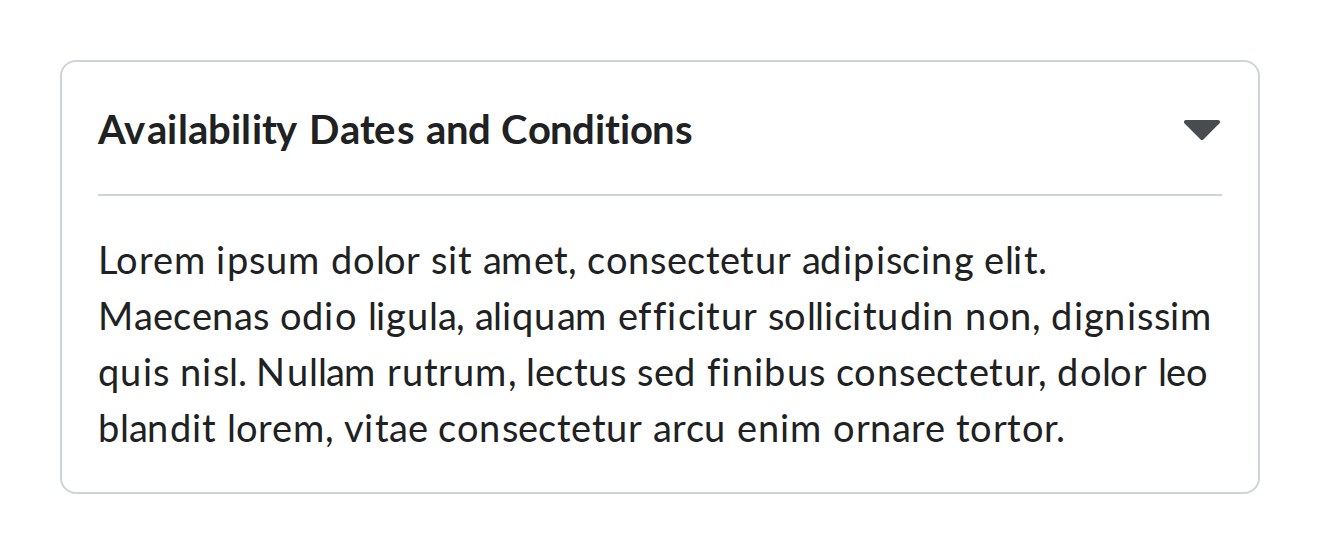 Availability Dates and Conditions
Lorem ipsum dolor sit amet, consectetur adipiscing elit.
Maecenas odio ligula, aliquam efficitur sollicitudin non, dignissim
quis nisl. Nullam rutrum, lectus sed finibus consectetur, dolor leo
blandit lorem, vitae consectetur arcu enim ornare tortor.